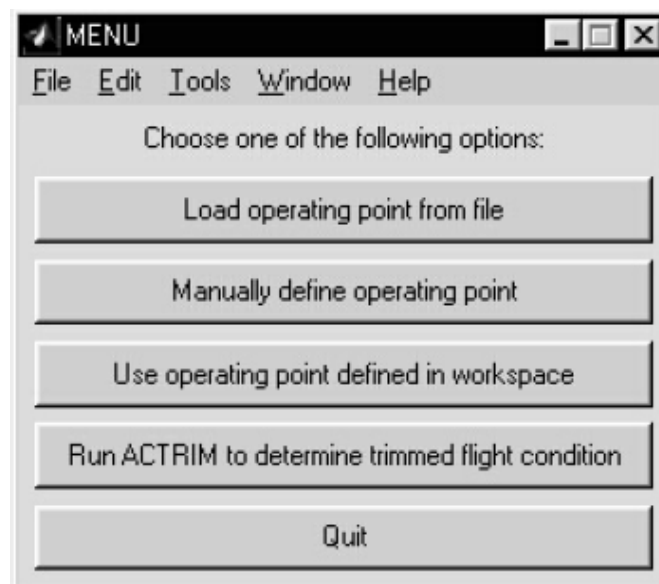 MENU
File Edit Tools Window Help
Choose one of the following options:
Load operating point from file
Manually define operating point
Use operating point defined in workspace
Run ACTRIM to determine trimmed flight condition
Quit